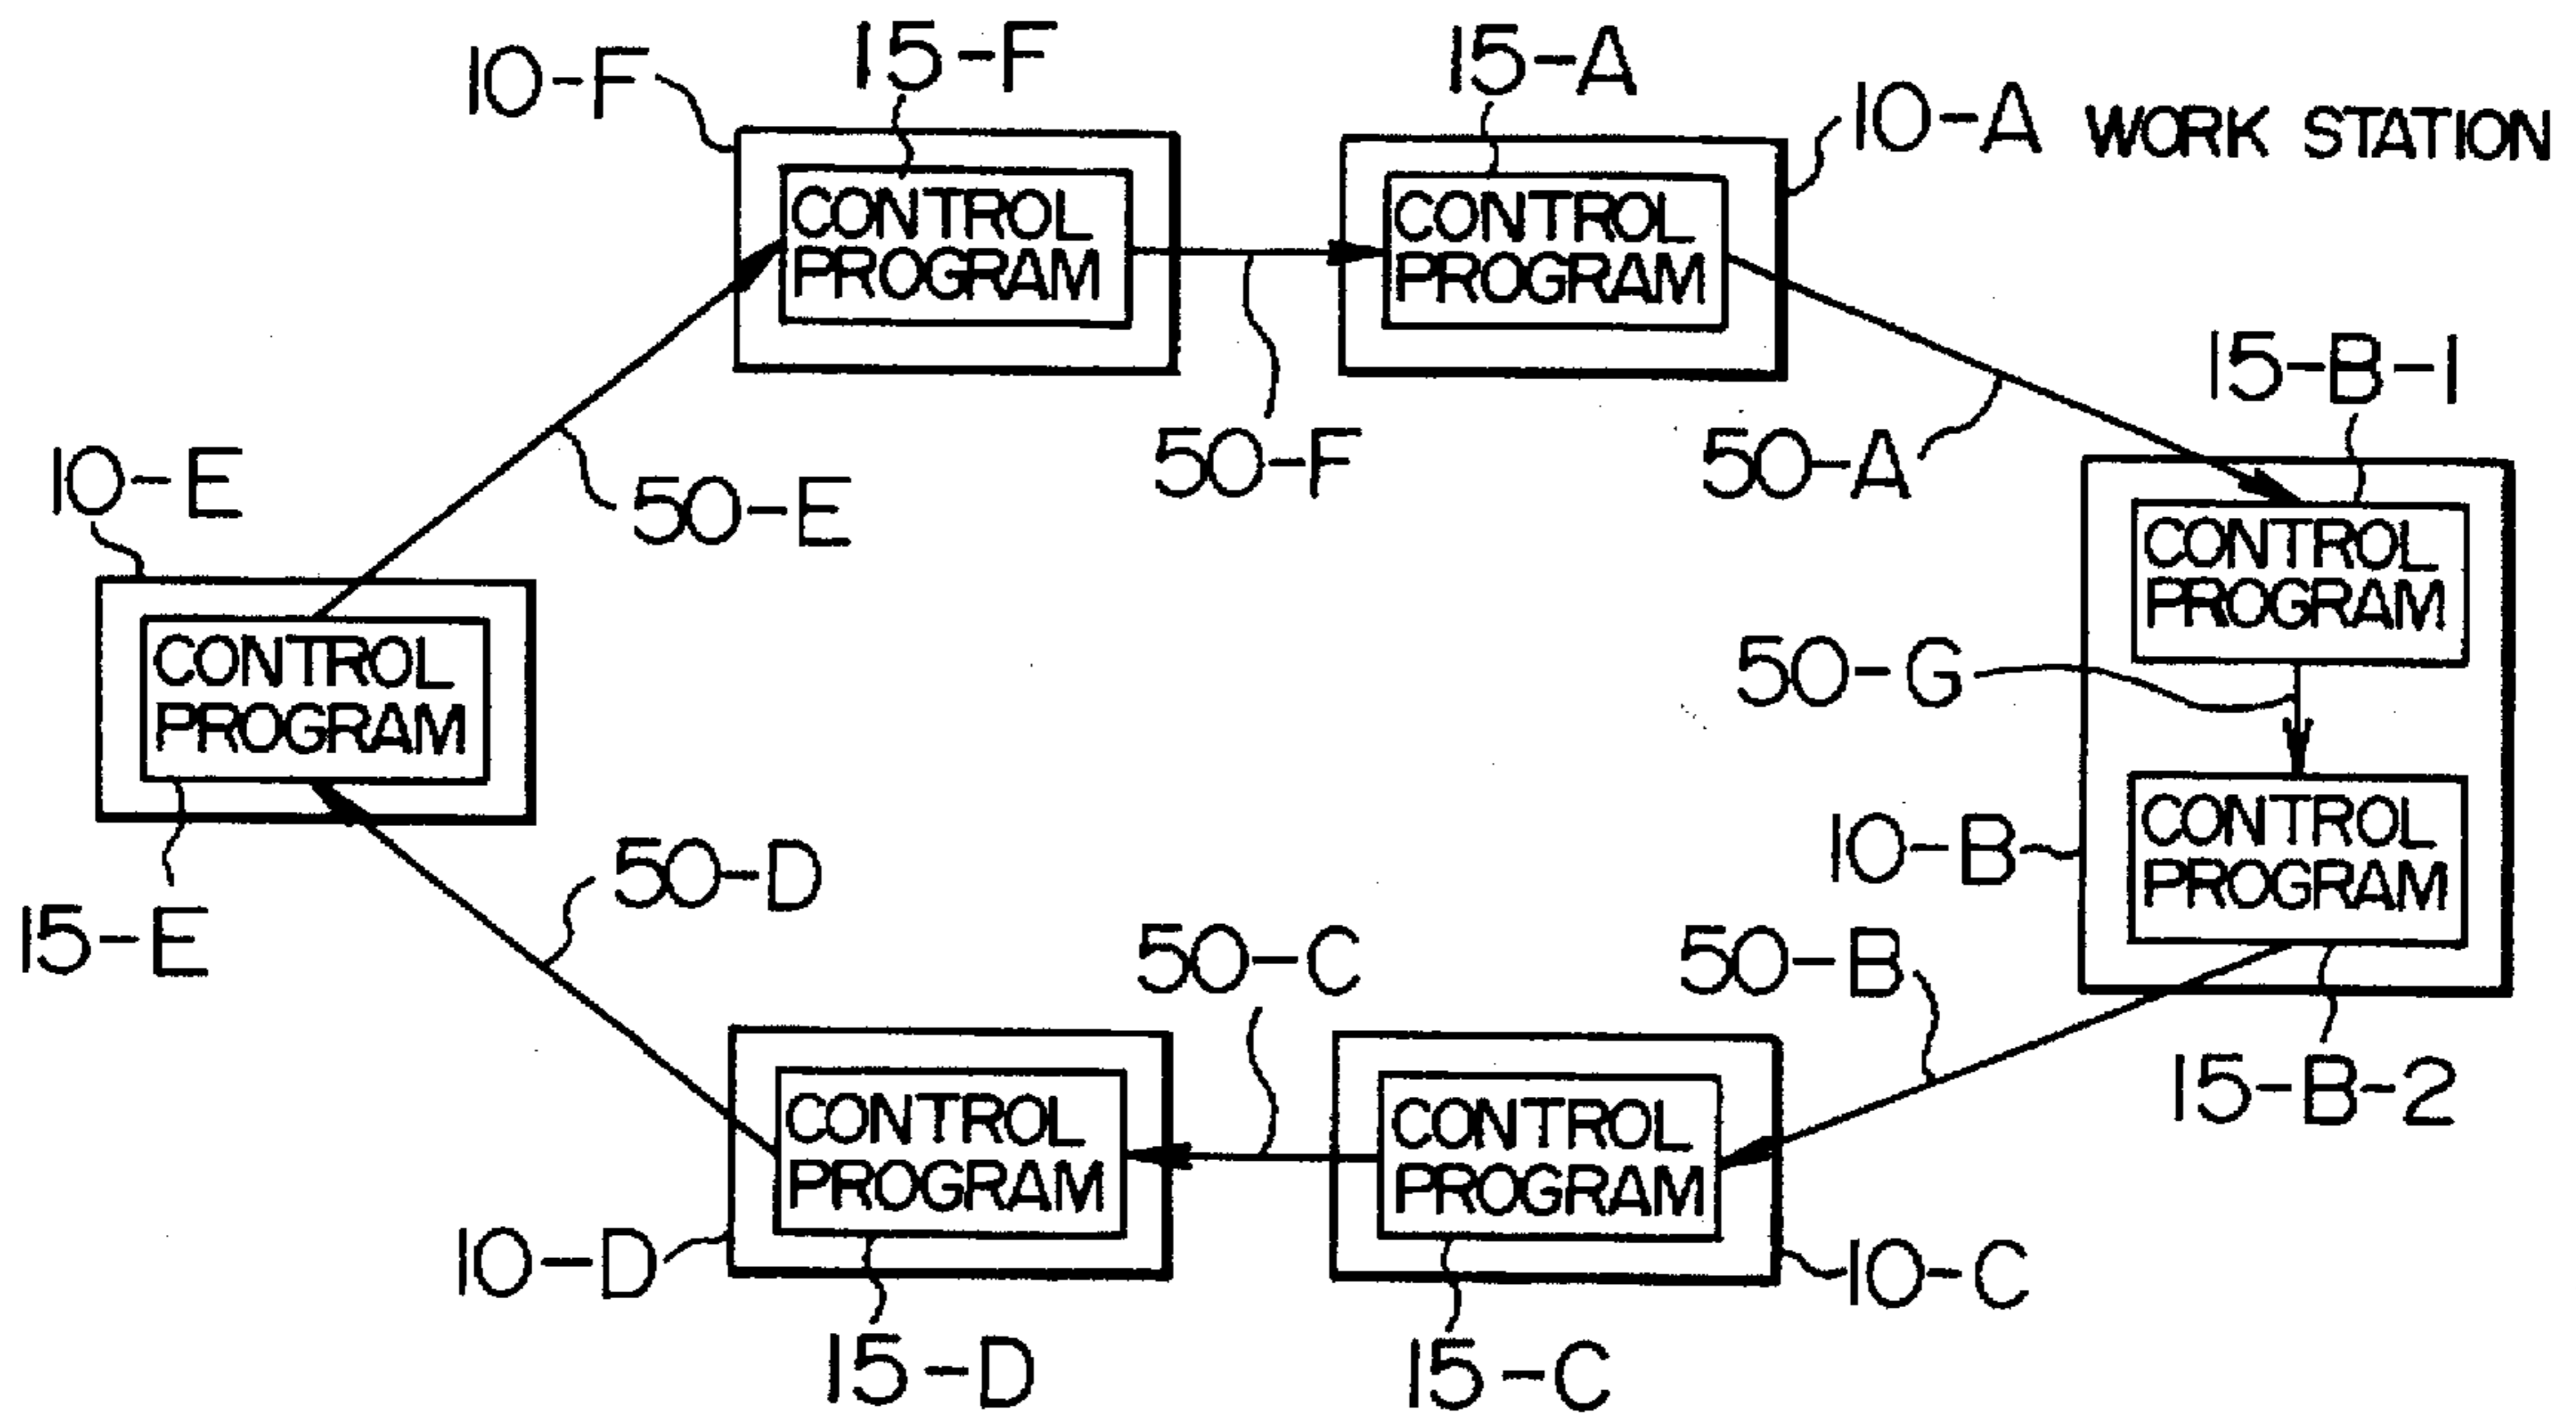 15-F
15-A
10-F
10-A WORK STATION
CONTROL
PROGRAM
CONTROL
PROGRAM
15-B-1
50-F
50-A
10-E
50-E
CONTROL
PROGRAM
CONTROL
PROGRAM
50-G
CONTROL
PROGRAM
10-B
50-D
15-E
50-C
50-B
15-B-2
CONTROL
PROGRAM
CONTROL
PROGRAM
10-D
10-C
15-D
15-C